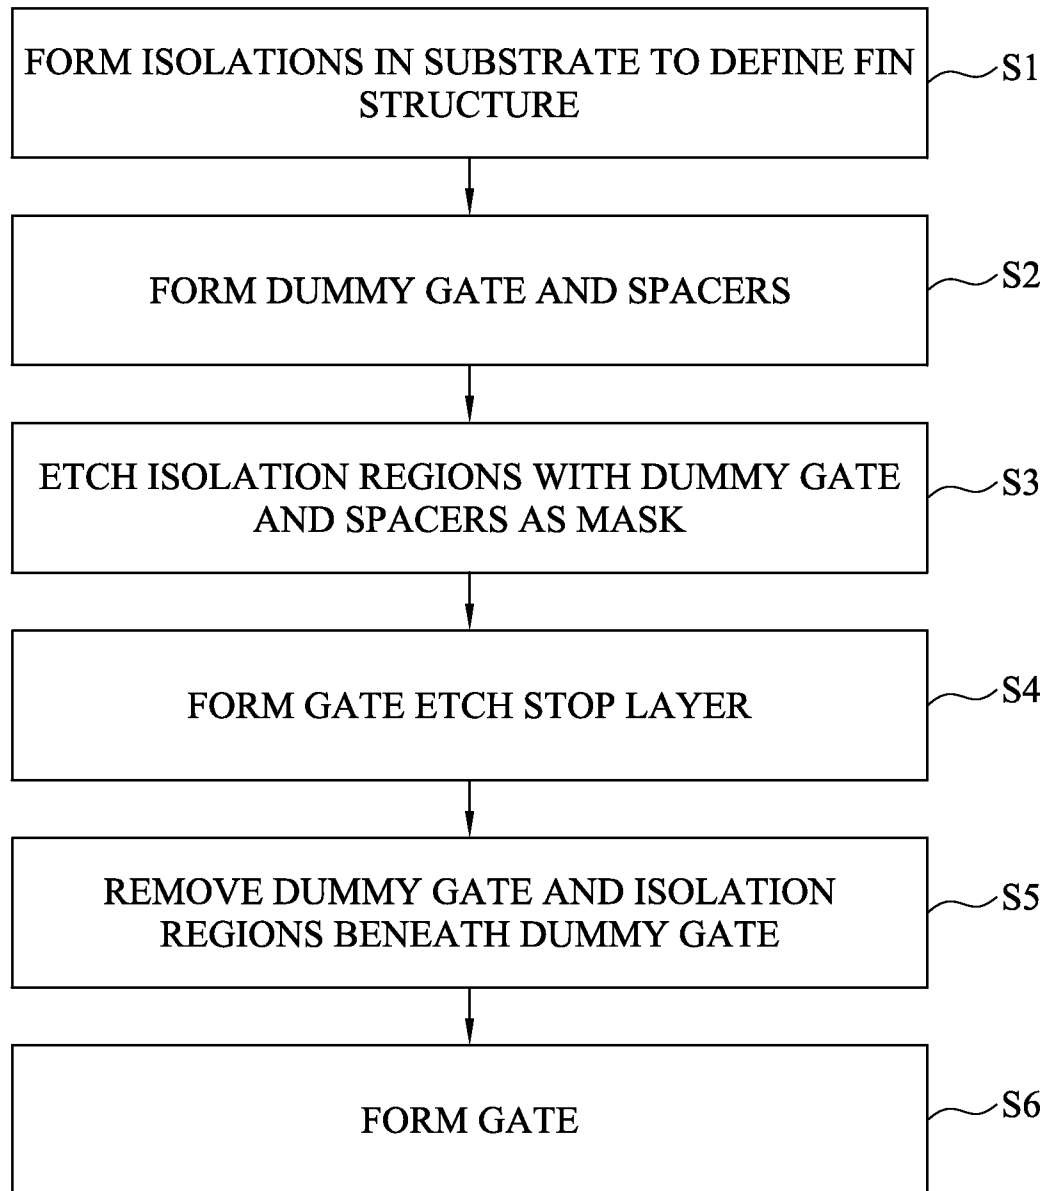 FORM ISOLATIONS IN SUBSTRATE TO DEFINE FIN
STRUCTURE
S1
FORM DUMMY GATE AND SPACERS
S2
ETCH ISOLATION REGIONS WITH DUMMY GATE
AND SPACERS AS MASK
S3
FORM GATE ETCH STOP LAYER
S4
REMOVE DUMMY GATE AND ISOLATION
REGIONS BENEATH DUMMY GATE
S5
FORM GATE
S6